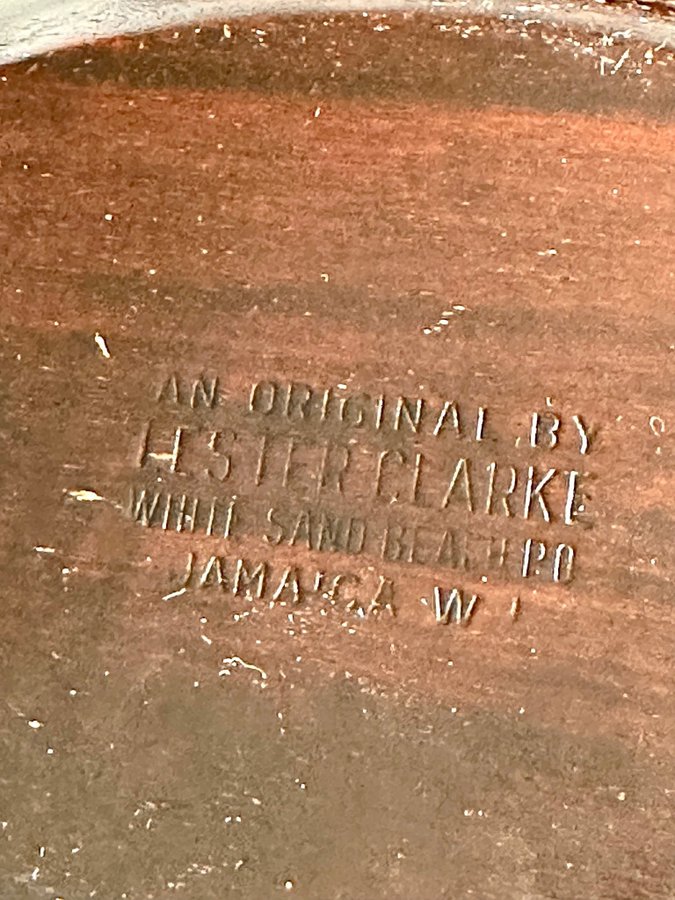 AN ORIGINAL BY
LESTER CLARKE
WHITE SAND BEACH PO
JAMAICA W I